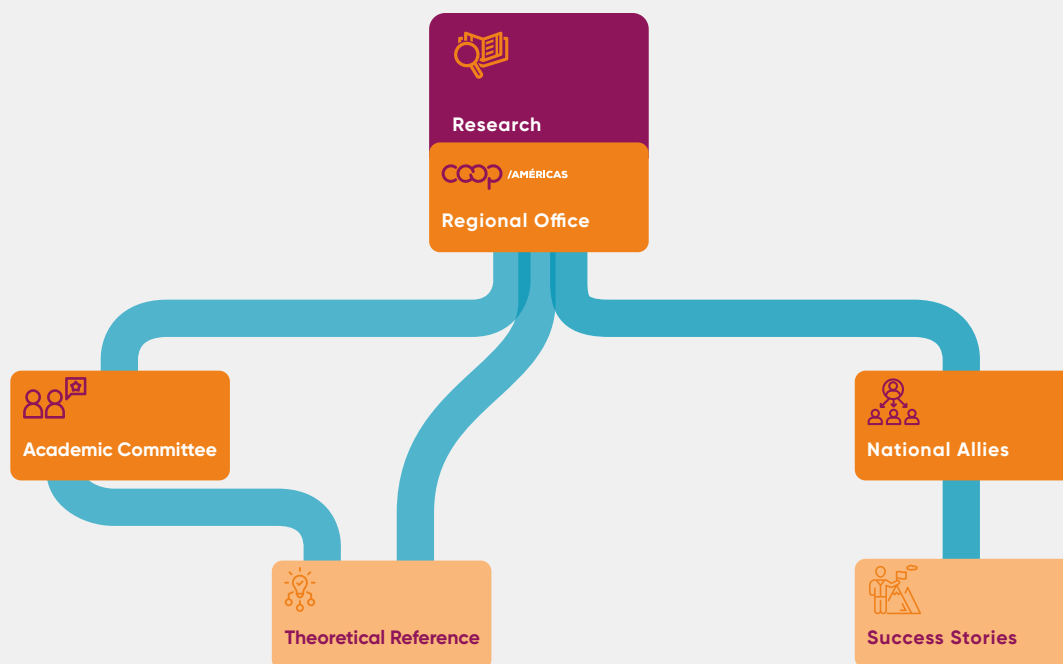 Research
coop /AMÉRICAS
Regional Office
Academic Committee
National Allies
Theoretical Reference
Success Stories